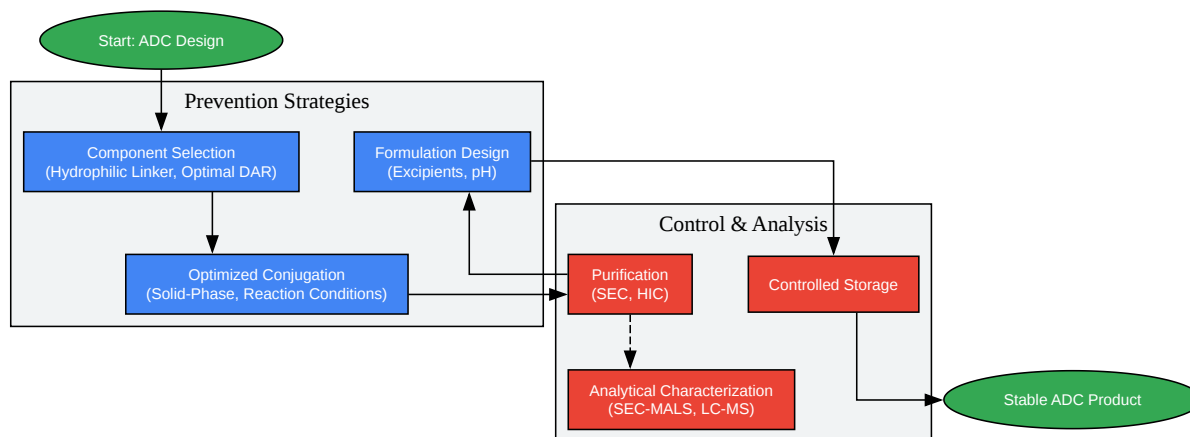 Start: ADC Design
Prevention Strategies
Component Selection
(Hydrophilic Linker, Optimal DAR)
Formulation Design
(Excipients, pH)
Optimized Conjugation
(Solid-Phase, Reaction Conditions)
Control & Analysis
Purification
(SEC, HIC)
Controlled Storage
Analytical Characterization
(SEC-MALS, LC-MS)
Stable ADC Product